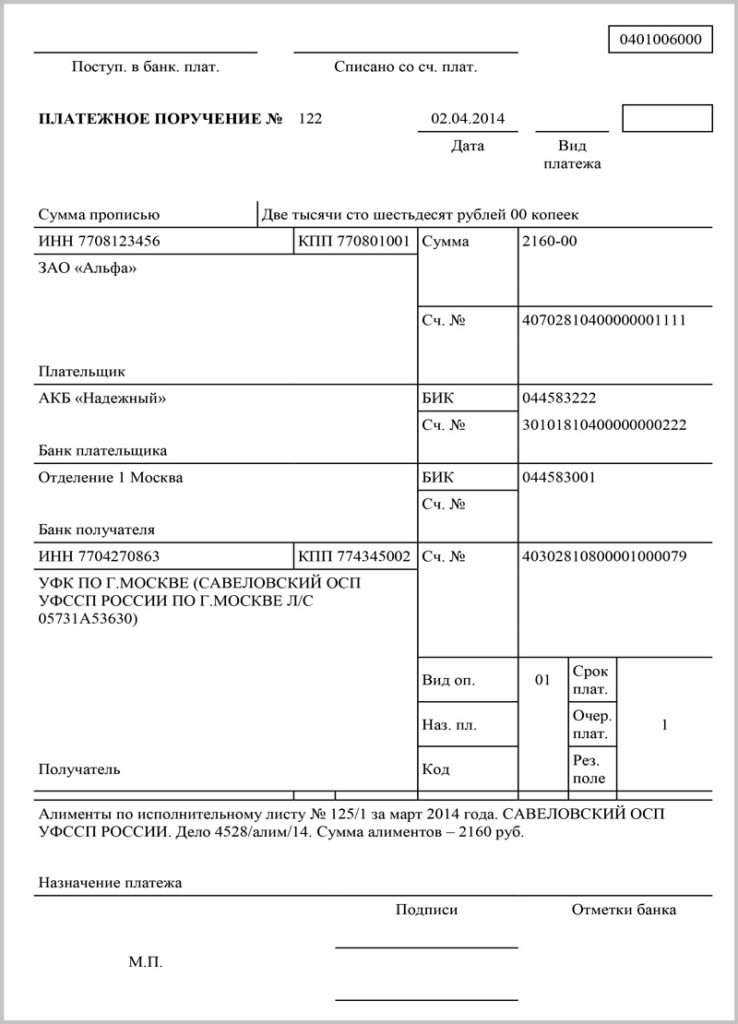 0401006000
Поступ. в банк. плат.
Списано со сч. плат.
ПЛАТЕЖНОЕ ПОРУЧЕНИЕ № 122
02.04.2014
Дата
Вид
платежа
Сумма прописью
Две тысячи сто шестьдесят рублей 00 копеек
ИНН 7708123456
КПП 770801001
Сумма
2160-00
ЗАО «Альфа»
Сч. №
40702810400000001111
Плательщик
АКБ «Надежный»
БИК
044583222
Сч. №
30101810400000000222
Банк плательщика
Отделение 1 Москва
БИК
044583001
Сч. №
Банк получателя
ИНН 7704270863
КПП 774345002
Сч. №
40302810800001000079
УФК ПО Г.МОСКВЕ (САВЕЛОВСКИЙ ОСП
УФССП РОССИИ ПО Г.МОСКВЕ Л/С
05731А53630)
Вид оп.
01
Срок
плат.
Наз. пл.
Очер.
плат.
1
Получатель
Код
Рез.
поле
Алименты по исполнительному листу № 125/1 за март 2014 года. САВЕЛОВСКИЙ ОСП
УФССП РОССИИ. Дело 4528/алим/14. Сумма алиментов – 2160 руб.
Назначение платежа
Подписи
Отметки банка
М.П.